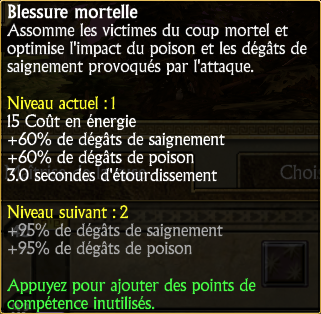 Blessure mortelle
Assomme les victimes du coup mortel et
optimise l'impact du poison et les dégâts de
saignement provoqués par l'attaque.
Niveau actuel : 1
15 Coût en énergie
+60% de dégâts de saignement
+60% de dégâts de poison
3.0 secondes d'étourdissement
Chois
Niveau suivant : 2
+95% de dégâts de saignement
+95% de dégâts de poison
Appuyez pour ajouter des points de
compétence inutilisés.